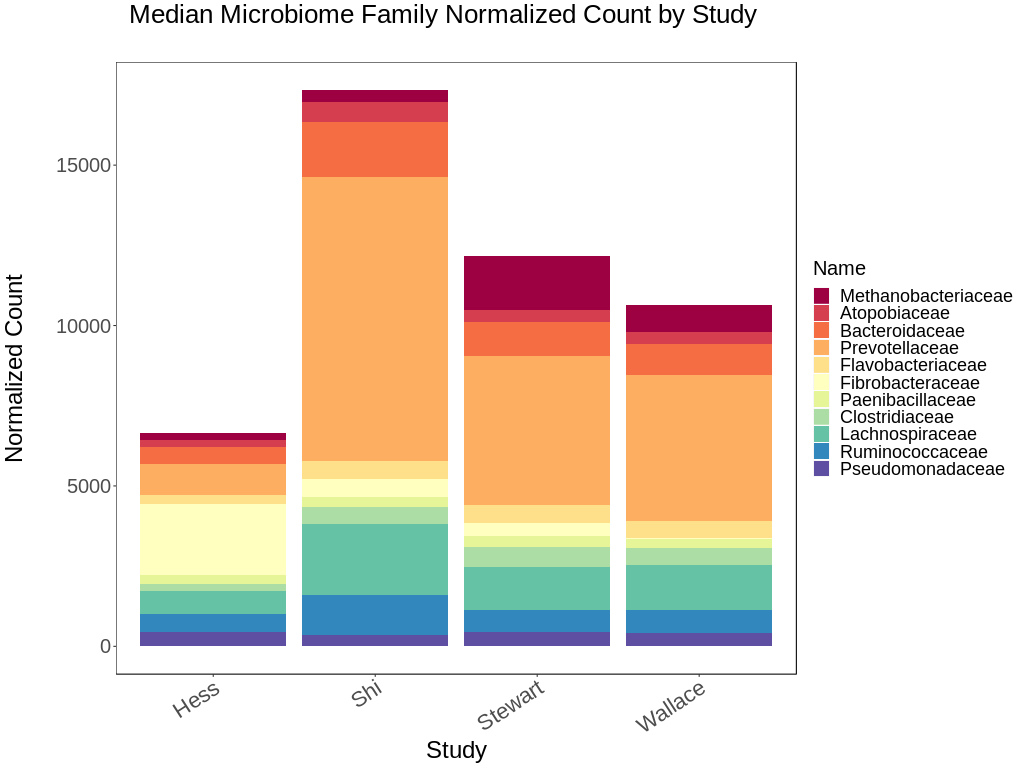 Median Microbiome Family Normalized Count by Study
Normalized Count
15000
10000
5000
0
Hess
Shi
Stewart
Wallace
Study
Name
Methanobacteriaceae
Atopobiaceae
Bacteroidaceae
Prevotellaceae
Flavobacteriaceae
Fibrobacteraceae
Paenibacillaceae
Clostridiaceae
Lachnospiraceae
Ruminococcaceae
Pseudomonadaceae